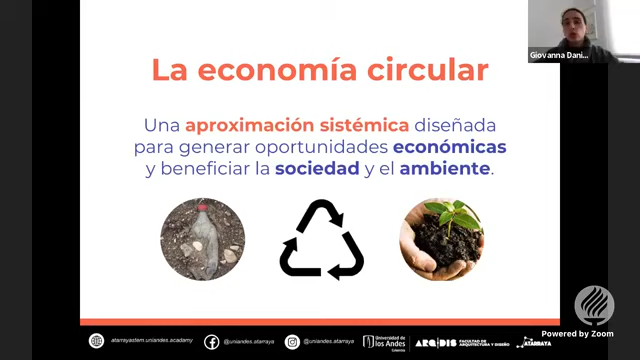 Giovanna Dani...
La economía circular
Una aproximación sistémica diseñada
para generar oportunidades económicas
y beneficiar la sociedad y el ambiente.
Powered by Zoom
atarrayastem.uniandes.academy
@uniandes.atarraya
@uniandes.atarraya
Universidad de
los Andes
Colombia
ARQDIS
FACULTAD DE
ARQUITECTURA Y DISEÑO
ATARRAYA